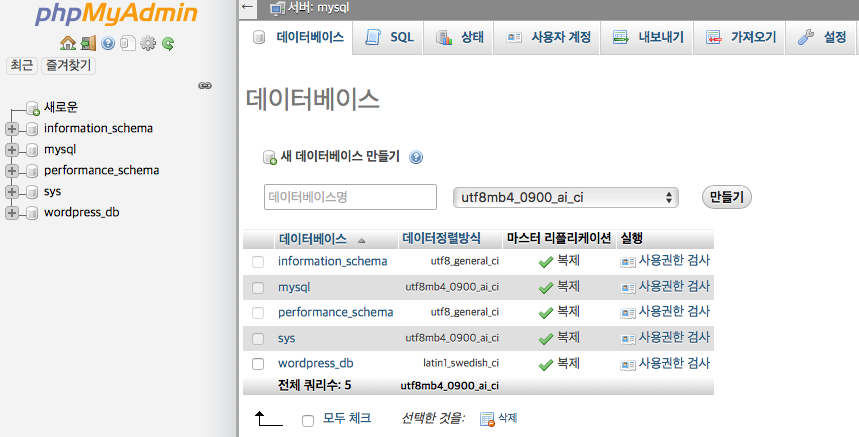 phpMyAdmin
최근 즐겨찾기
새로운
information_schema
mysql
performance_schema
sys
wordpress_db
서버: mysql
데이터베이스 SQL 상태 사용자 계정 내보내기 가져오기 설정
데이터베이스
새 데이터베이스 만들기
데이터베이스명 utf8mb4_0900_ai_ci 만들기
데이터베이스 데이터정렬방식 마스터 리플리케이션 실행
information_schema utf8_general_ci 복제 사용권한 검사
mysql utf8mb4_0900_ai_ci 복제 사용권한 검사
performance_schema utf8_general_ci 복제 사용권한 검사
sys utf8mb4_0900_ai_ci 복제 사용권한 검사
wordpress_db latin1_swedish_ci 복제 사용권한 검사
전체 쿼리수: 5 utf8mb4_0900_ai_ci
모두 체크 선택한 것을: 삭제